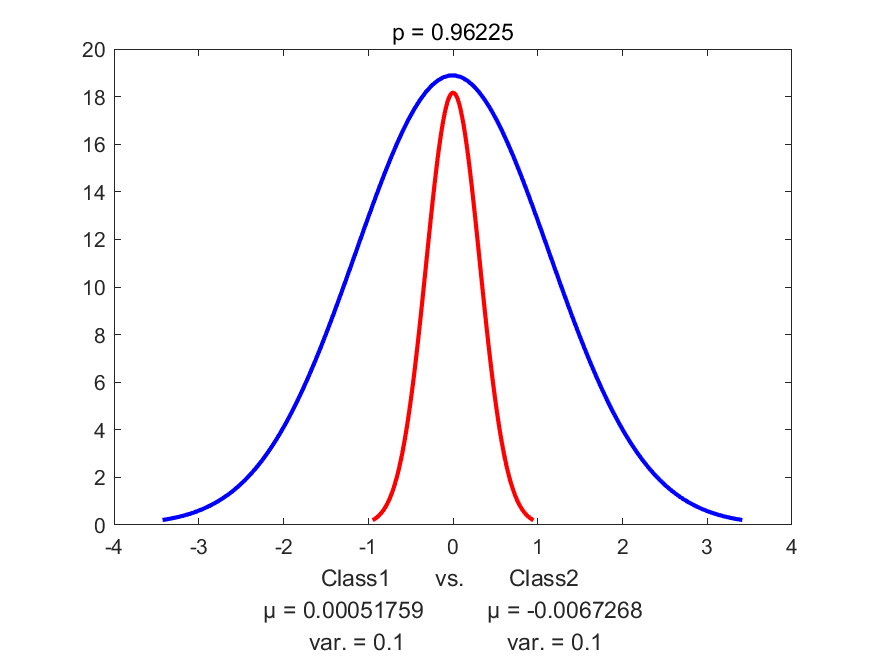 p = 0.96225
20
18
16
14
12
10
8
6
4
2
0
-4 -3 -2 -1 0 1 2 3 4
Class1 vs. Class2
μ = 0.00051759 μ = -0.0067268
var. = 0.1 var. = 0.1